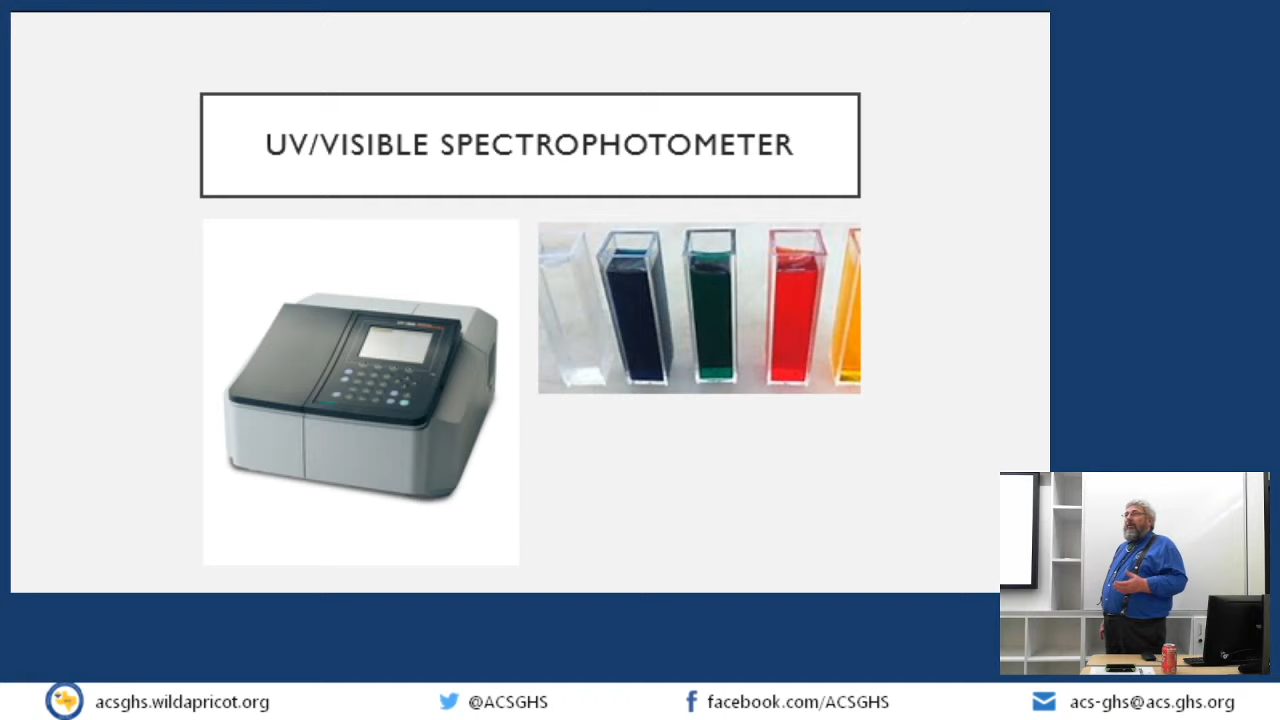 UV/VISIBLE SPECTROPHOTOMETER
acsghs.wildapricot.org
@ACSGHS
facebook.com/ACSGHS
acs-ghs@acs.ghs.org